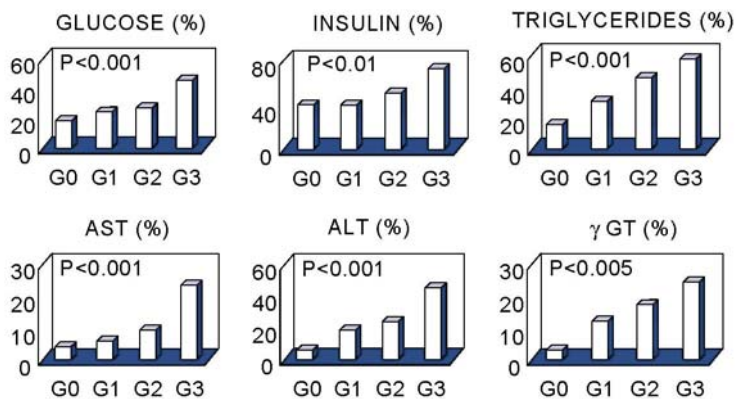 GLUCOSE (%)
60
40
20
0
P<0.001
G0 G1 G2 G3
INSULIN (%)
80
40
0
P<0.01
G0 G1 G2 G3
TRIGLYCERIDES (%)
60
40
20
0
P<0.001
G0 G1 G2 G3
AST (%)
30
20
10
0
P<0.001
G0 G1 G2 G3
ALT (%)
60
40
20
0
P<0.001
G0 G1 G2 G3
γ GT (%)
30
20
10
0
P<0.005
G0 G1 G2 G3